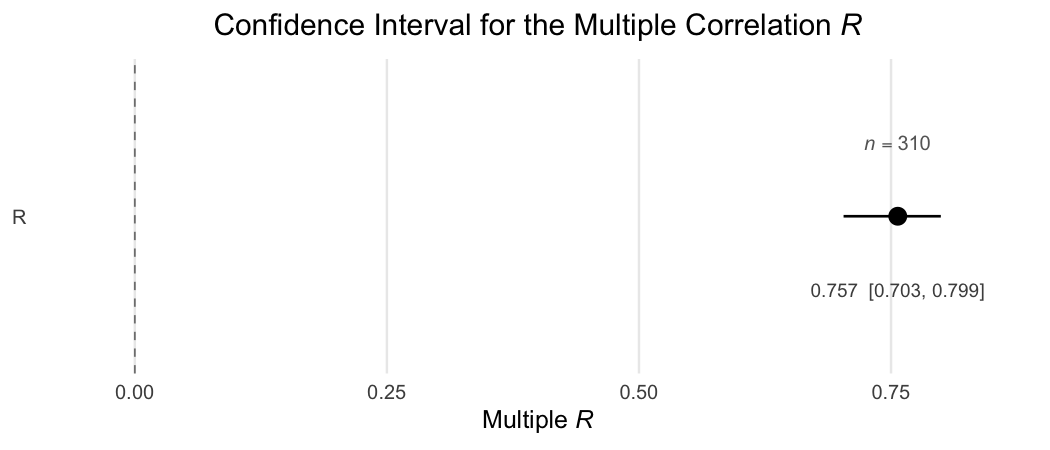 Confidence Interval for the Multiple Correlation R
n = 310
R
0.757 [0.703, 0.799]
0.00 0.25 0.50 0.75
Multiple R